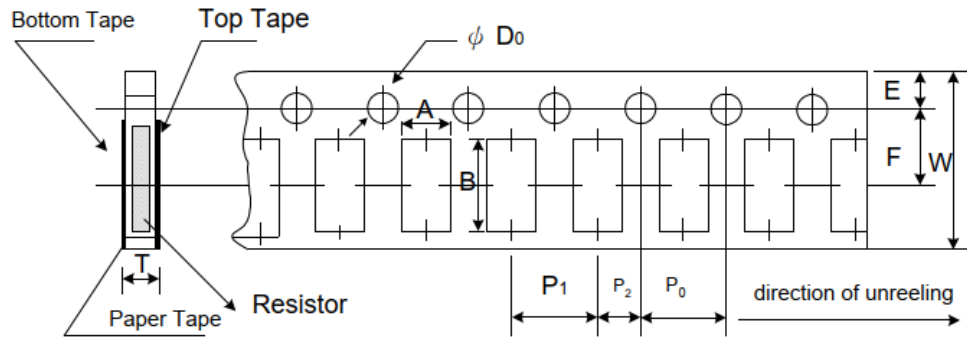 Bottom Tape
Top Tape
ϕ D0
A
E
F
W
B
T
P1
P2
P0
Resistor
direction of unreeling
Paper Tape